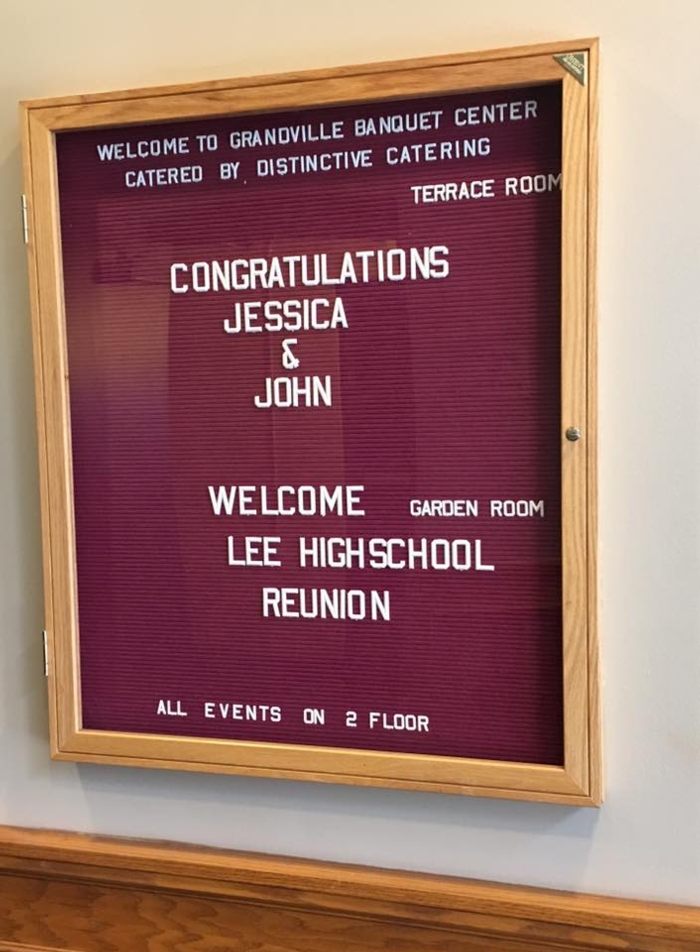 WELCOME TO GRANDVILLE BANQUET CENTER
CATERED BY DISTINCTIVE CATERING
TERRACE ROOM
CONGRATULATIONS
JESSICA
&
JOHN
WELCOME GARDEN ROOM
LEE HIGHSCHOOL
REUNION
ALL EVENTS ON 2 FLOOR